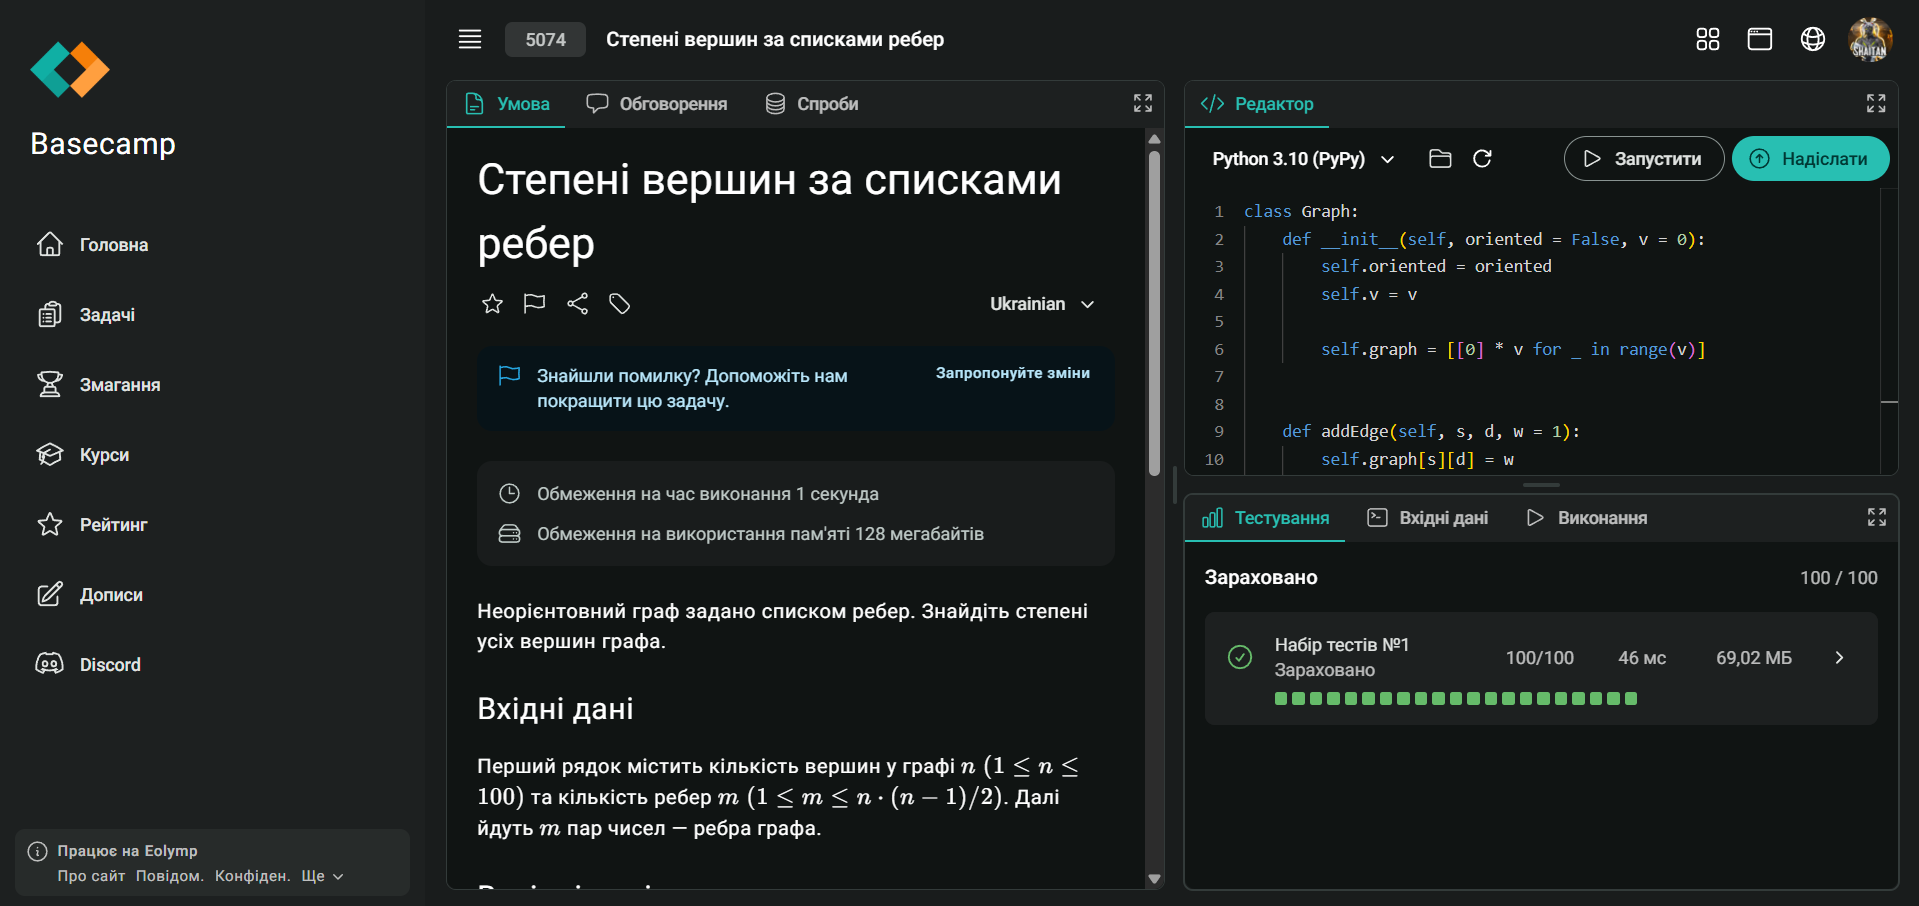 Basecamp
Головна
Задачі
Змагання
Курси
Рейтинг
Дописи
Discord
Працює на Eolymp
Про сайт Повідом. Конфіден. Ще
5074 Степені вершин за списками ребер
SHAITAN
Умова Обговорення Спроби
Степені вершин за списками
ребер
Ukrainian
Знайшли помилку? Допоможіть нам
покращити цю задачу.
Запропонуйте зміни
Обмеження на час виконання 1 секунда
Обмеження на використання пам'яті 128 мегабайтів
Неорієнтовний граф задано списком ребер. Знайдіть степені
усіх вершин графа.
Вхідні дані
Перший рядок містить кількість вершин у графі n (1 ≤ n ≤
100) та кількість ребер m (1 ≤ m ≤ n · (n − 1)/2). Далі
йдуть m пар чисел — ребра графа.
Редактор
Python 3.10 (PyPy) Запустити Надіслати
1 class Graph:
2     def __init__(self, oriented = False, v = 0):
3         self.oriented = oriented
4         self.v = v
5
6         self.graph = [[0] * v for _ in range(v)]
7
8
9     def addEdge(self, s, d, w = 1):
10         self.graph[s][d] = w
Тестування Вхідні дані Виконання
Зараховано 100 / 100
Набір тестів №1
Зараховано
100/100 46 мс 69,02 МБ